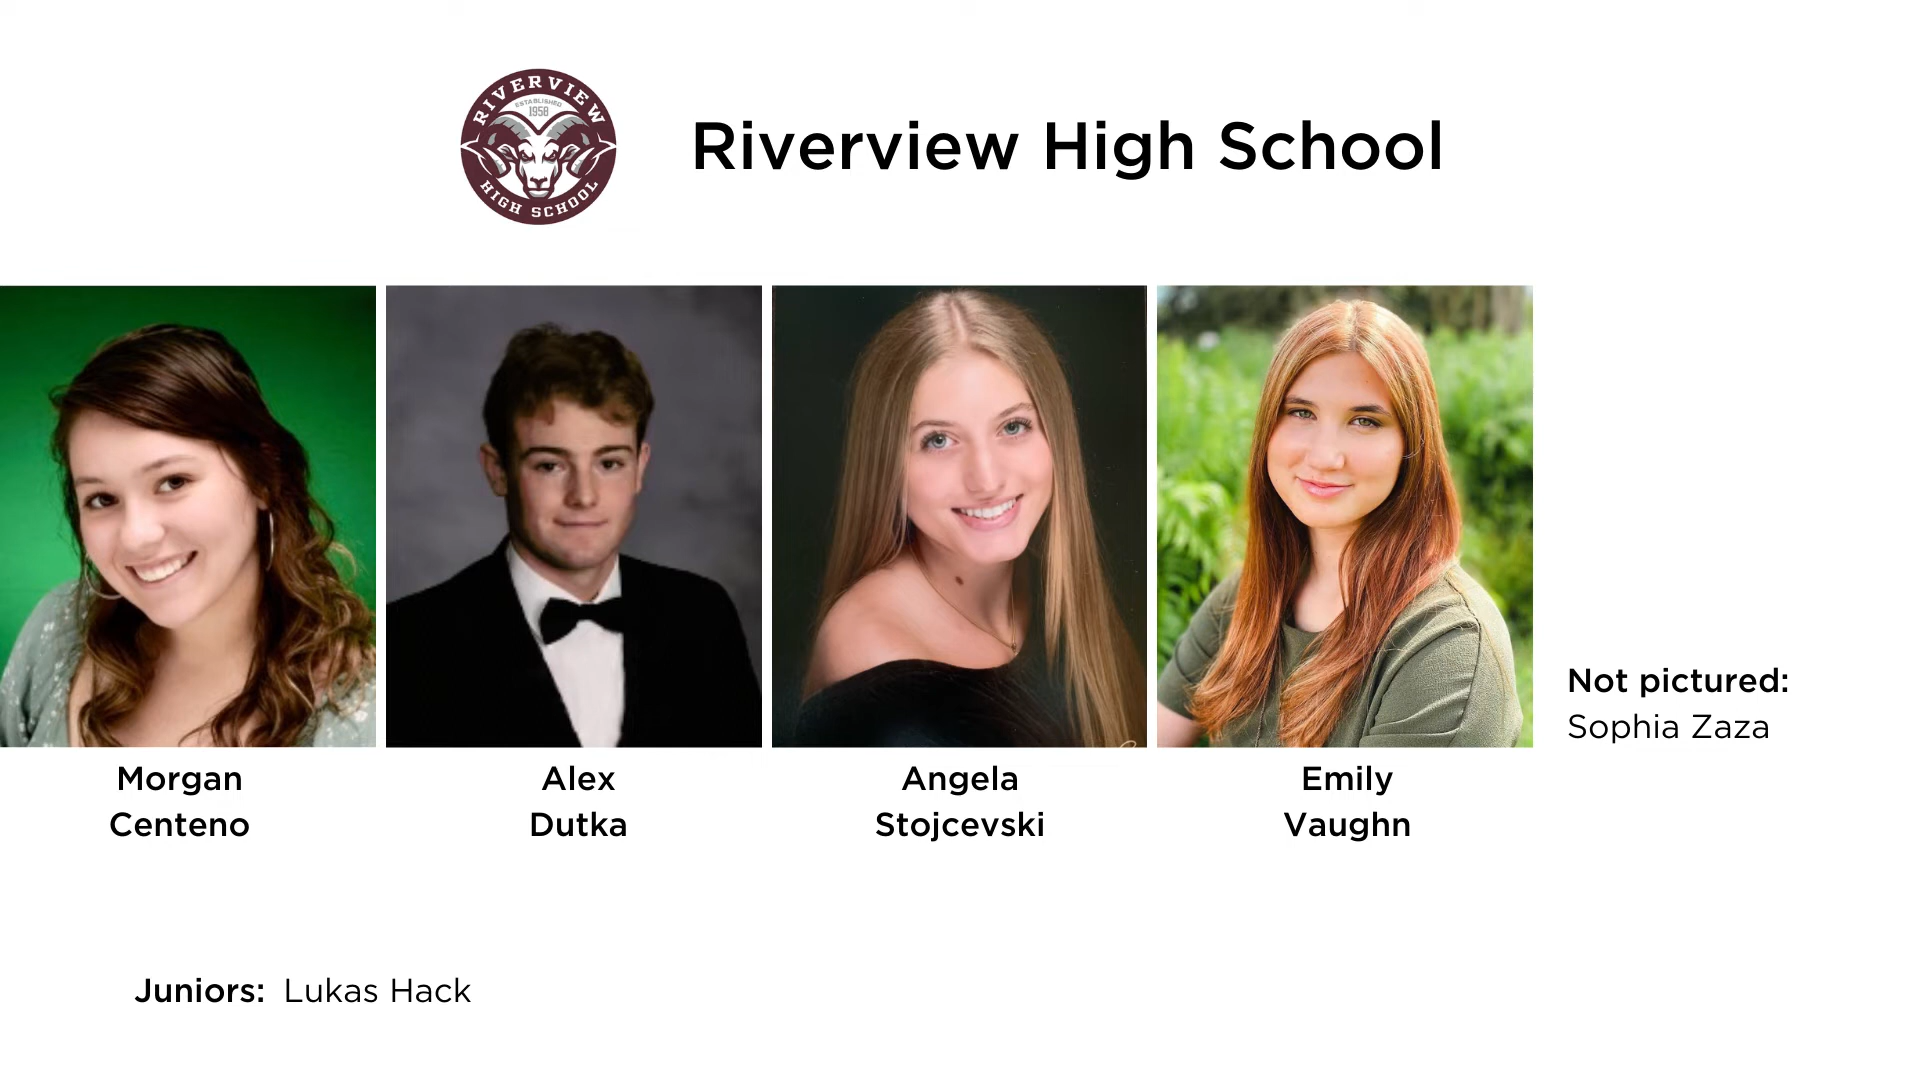 RIVERVIEW
ESTABLISHED
1958
HIGH SCHOOL
Riverview High School
Morgan
Centeno
Alex
Dutka
Angela
Stojcevski
Emily
Vaughn
Not pictured:
Sophia Zaza
Juniors: Lukas Hack